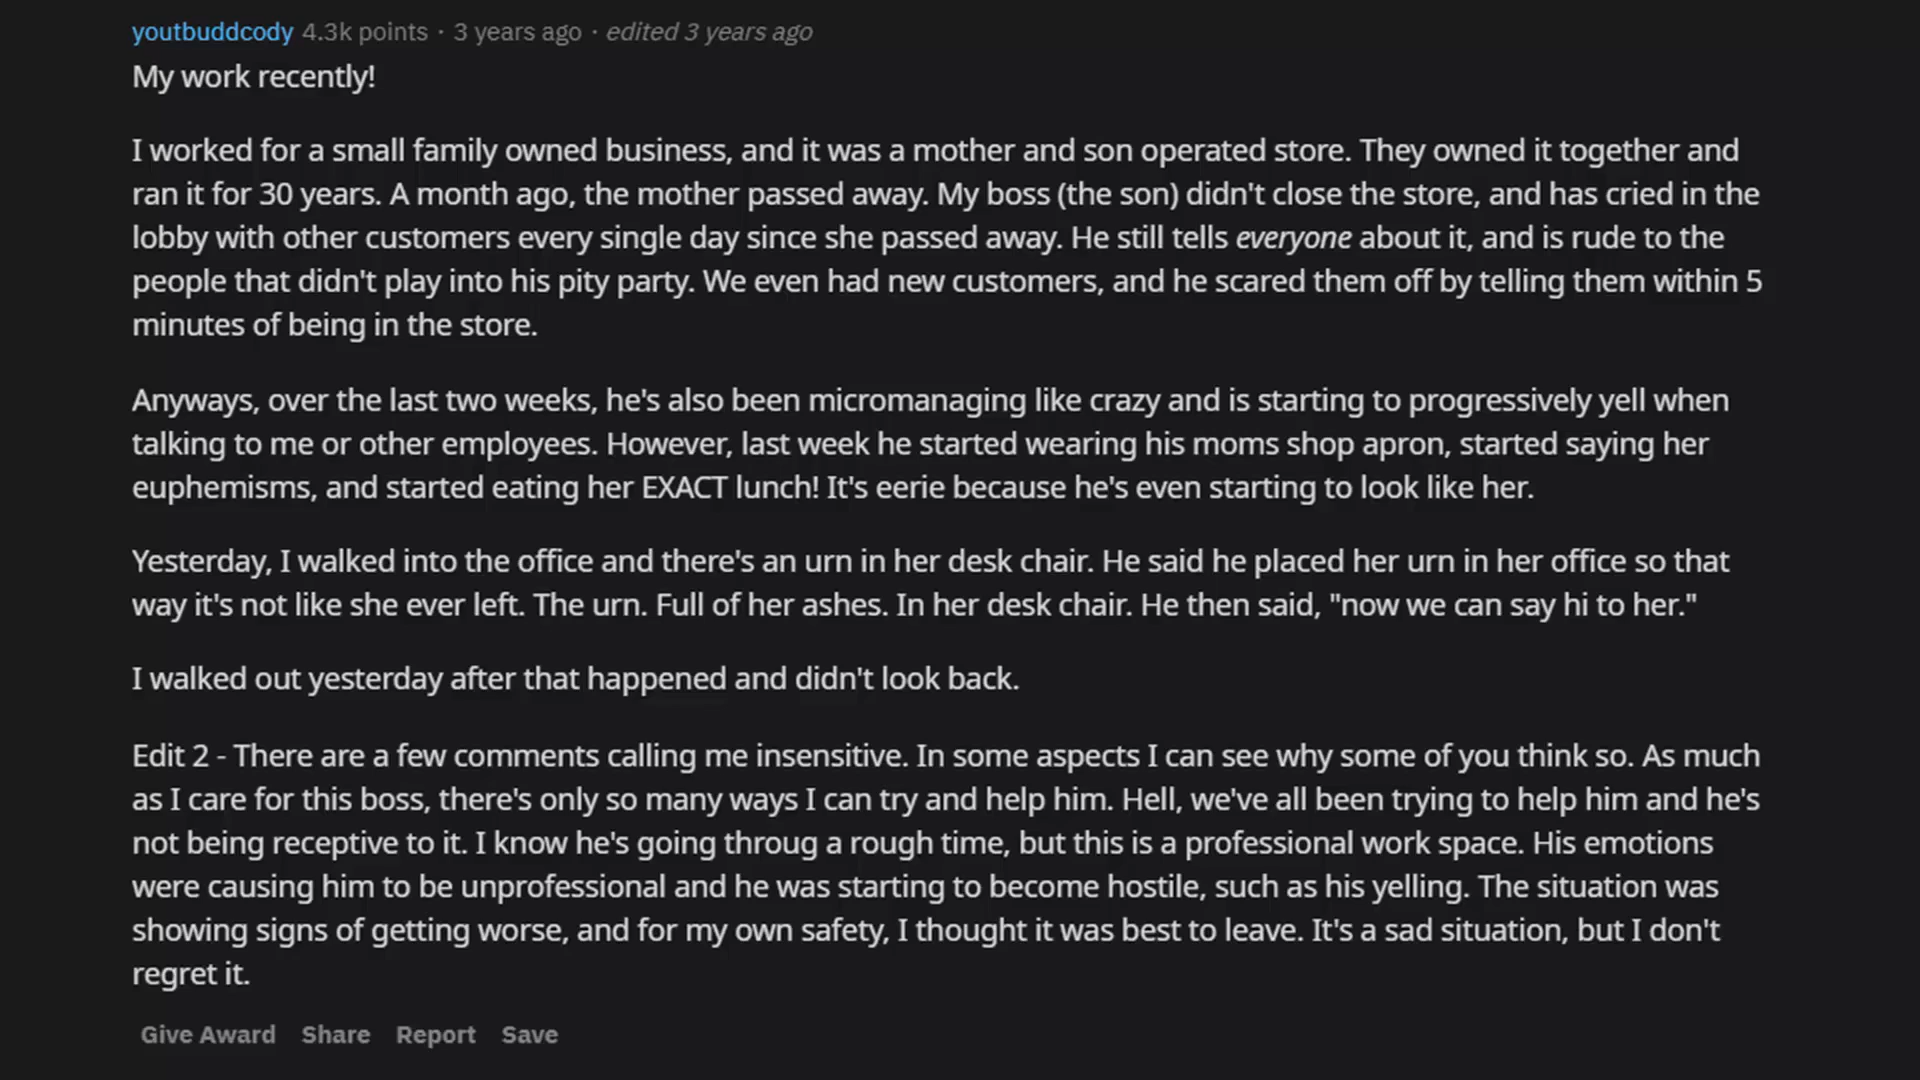 youtbuddcody 4.3k points · 3 years ago · edited 3 years ago
My work recently!
I worked for a small family owned business, and it was a mother and son operated store. They owned it together and
ran it for 30 years. A month ago, the mother passed away. My boss (the son) didn't close the store, and has cried in the
lobby with other customers every single day since she passed away. He still tells everyone about it, and is rude to the
people that didn't play into his pity party. We even had new customers, and he scared them off by telling them within 5
minutes of being in the store.
Anyways, over the last two weeks, he's also been micromanaging like crazy and is starting to progressively yell when
talking to me or other employees. However, last week he started wearing his moms shop apron, started saying her
euphemisms, and started eating her EXACT lunch! It's eerie because he's even starting to look like her.
Yesterday, I walked into the office and there's an urn in her desk chair. He said he placed her urn in her office so that
way it's not like she ever left. The urn. Full of her ashes. In her desk chair. He then said, "now we can say hi to her."
I walked out yesterday after that happened and didn't look back.
Edit 2 - There are a few comments calling me insensitive. In some aspects I can see why some of you think so. As much
as I care for this boss, there's only so many ways I can try and help him. Hell, we've all been trying to help him and he's
not being receptive to it. I know he's going throug a rough time, but this is a professional work space. His emotions
were causing him to be unprofessional and he was starting to become hostile, such as his yelling. The situation was
showing signs of getting worse, and for my own safety, I thought it was best to leave. It's a sad situation, but I don't
regret it.
Give Award Share Report Save